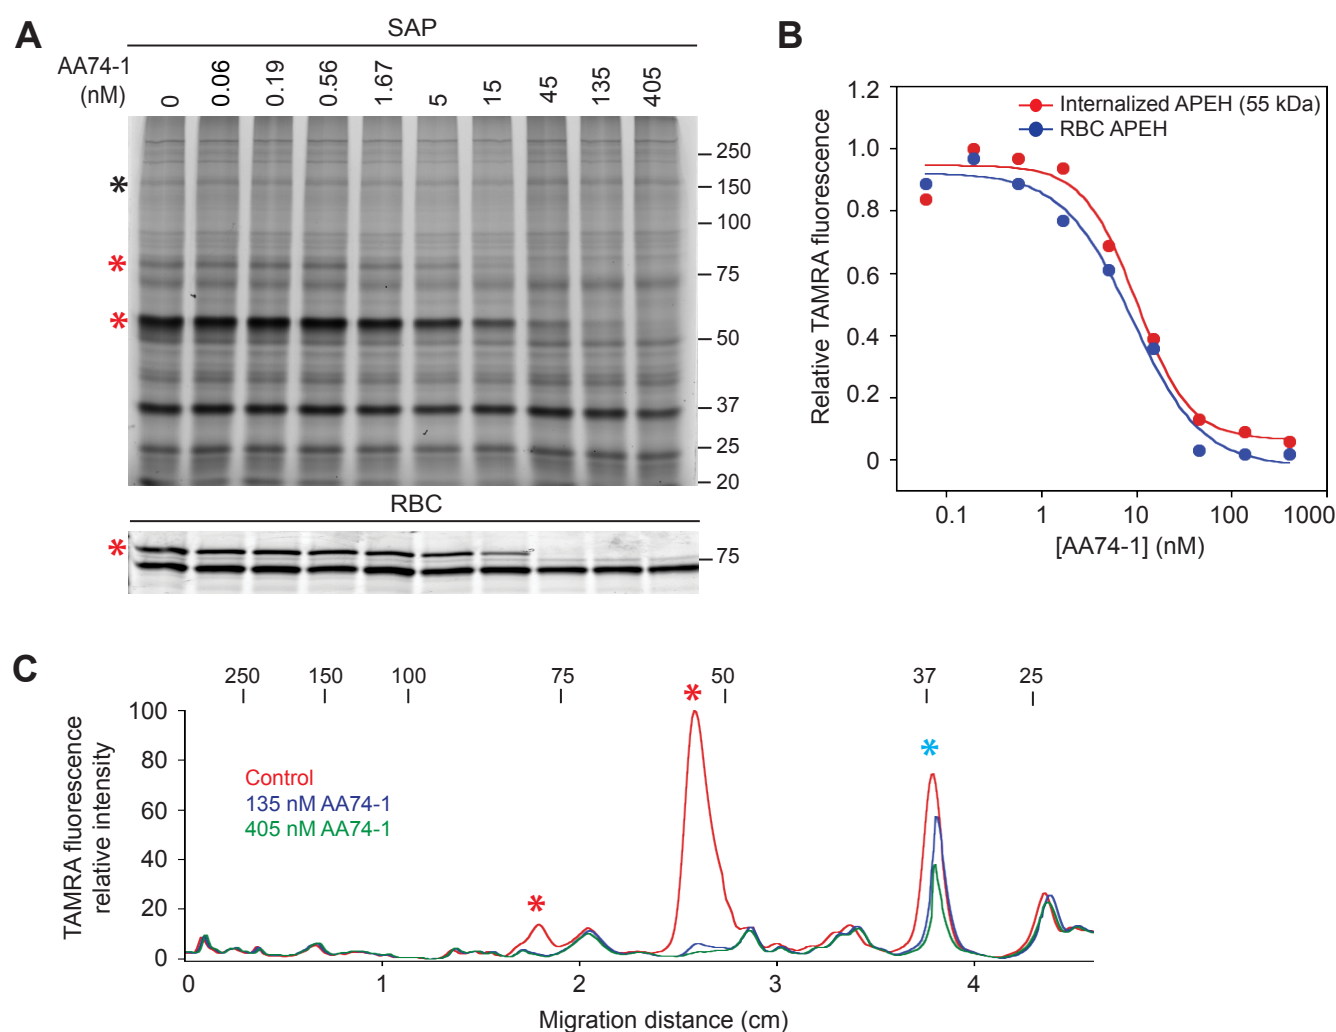 A
SAP
AA74-1
(nM)
0 0.06 0.19 0.56 1.67 5 15 45 135 405
*
*
*
250
150
100
75
50
37
25
20
RBC
*
75
B
Relative TAMRA fluorescence
1.2
1.0
0.8
0.6
0.4
0.2
0
Internalized APEH (55 kDa)
RBC APEH
0.1 1 10 100 1000
[AA74-1] (nM)
C
250 150 100 75 50 37 25
TAMRA fluorescence
relative intensity
100
80
60
40
20
0
Control
135 nM AA74-1
405 nM AA74-1
*
*
*
0 1 2 3 4
Migration distance (cm)